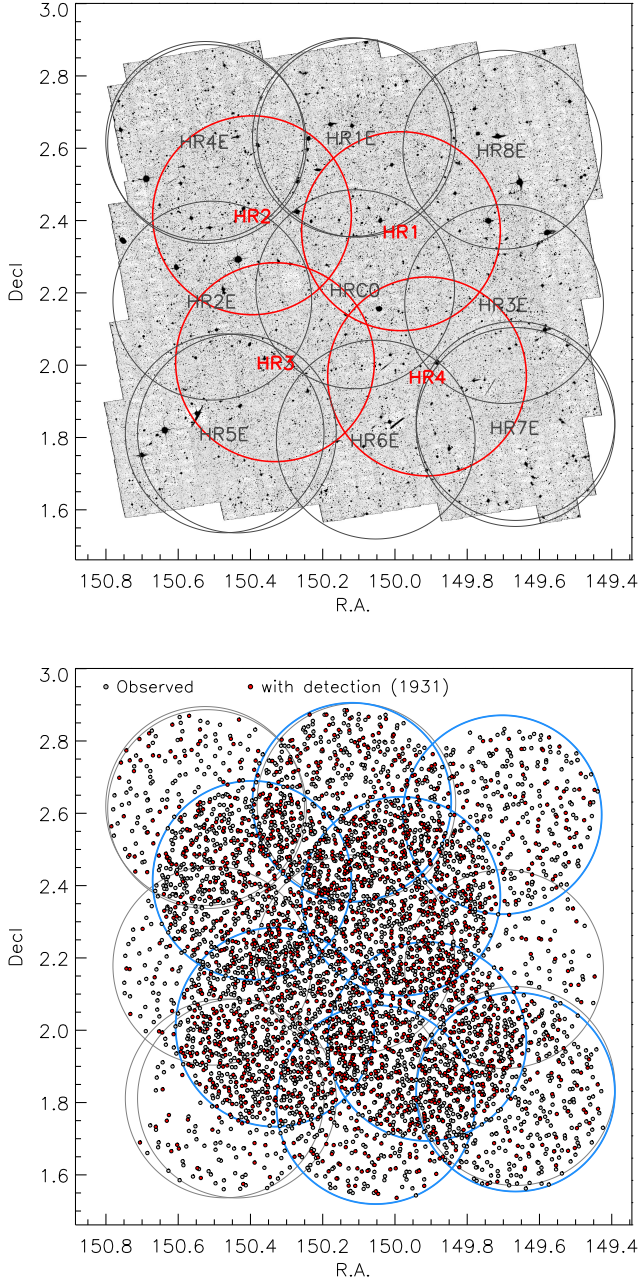 3.0
2.8
2.6
2.4
2.2
2.0
1.8
1.6
Decl
HR4E
HR1E
HR8E
HR2
HR1
HR2E
HRC0
HR3E
HR3
HR4
HR5E
HR6E
HR7E
150.8 150.6 150.4 150.2 150.0 149.8 149.6 149.4
R.A.
3.0
2.8
2.6
2.4
2.2
2.0
1.8
1.6
Decl
Observed
with detection (1931)
150.8 150.6 150.4 150.2 150.0 149.8 149.6 149.4
R.A.